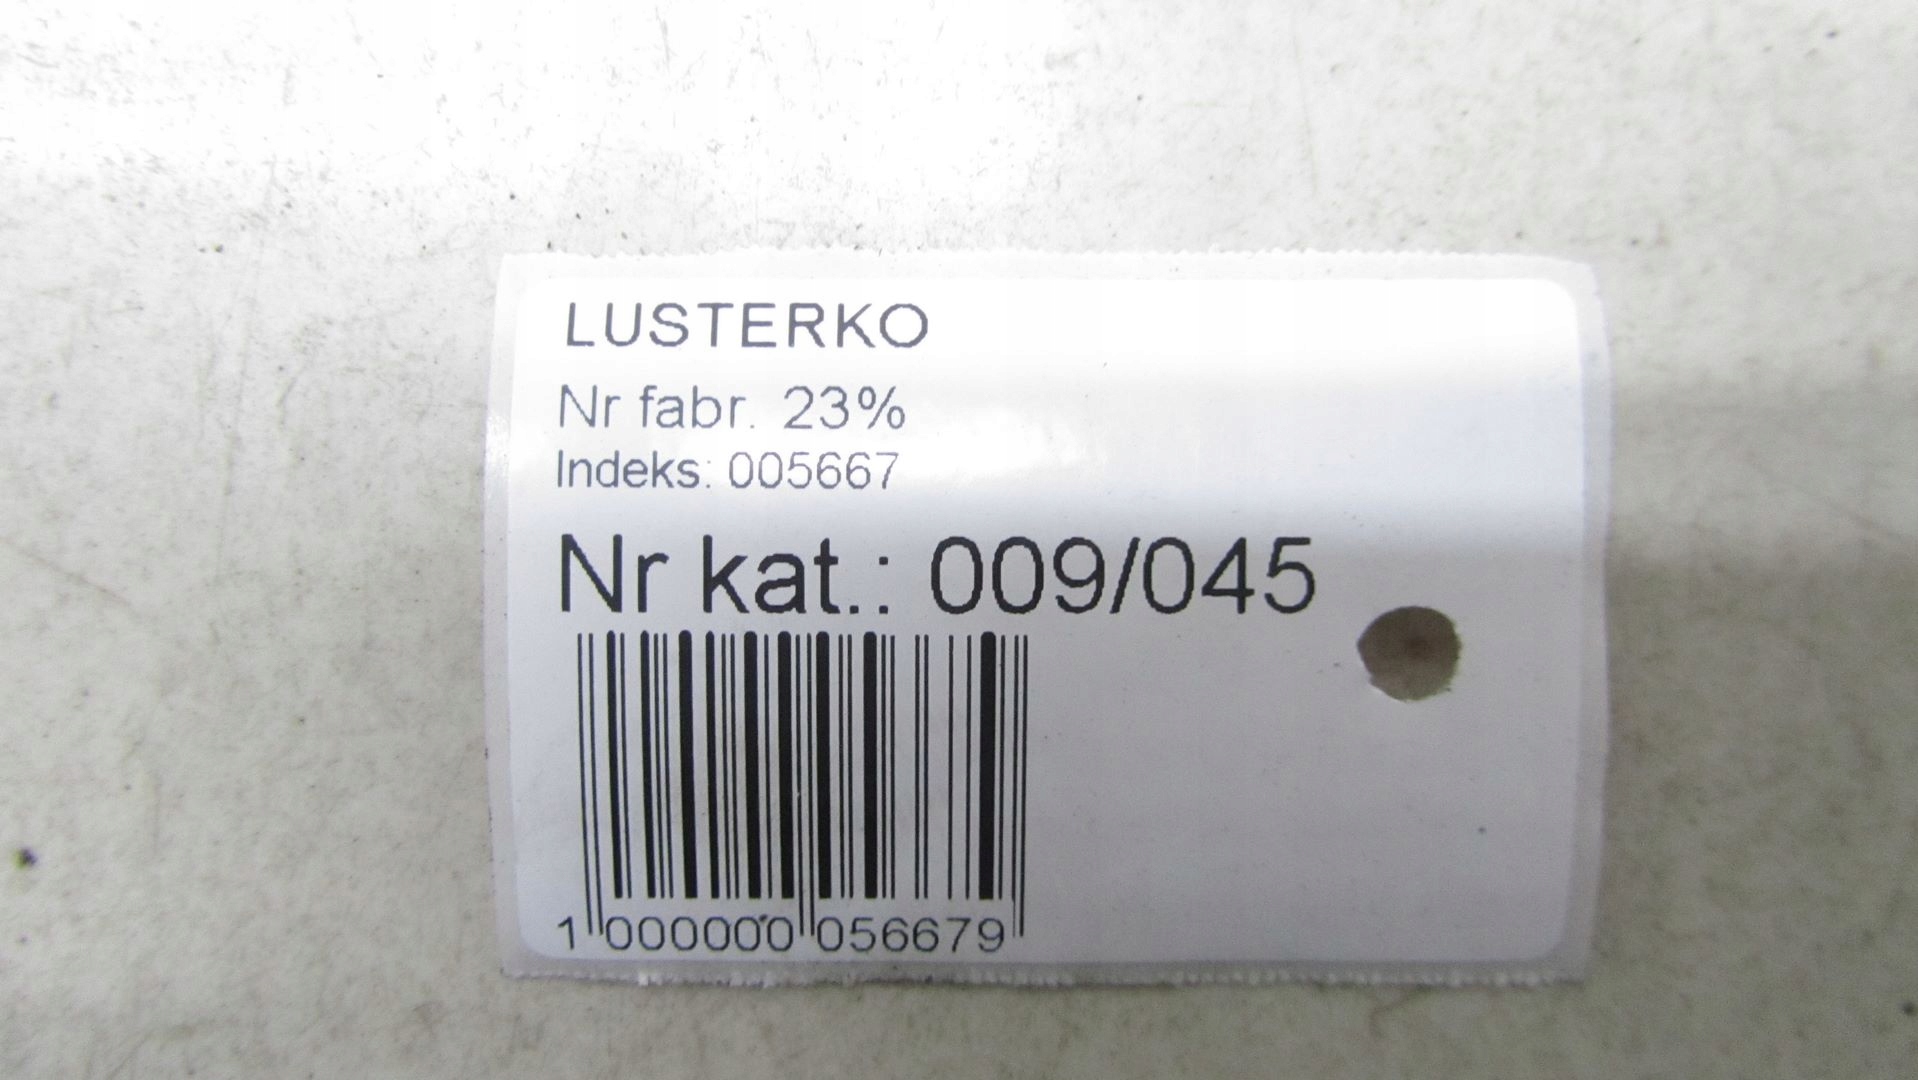 LUSTERKO
Nr fabr. 23%
Indeks: 005667
Nr kat.: 009/045
1 000000 056679